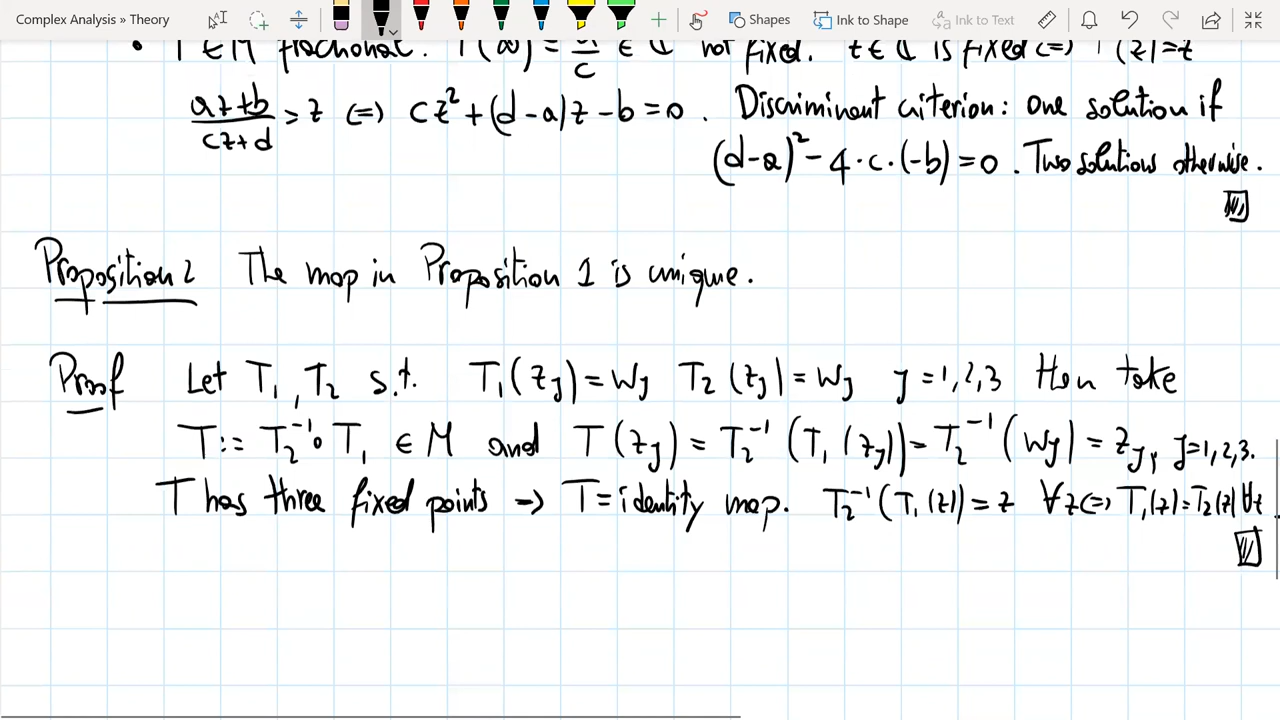 Complex Analysis » Theory
Shapes
Ink to Shape
Ink to Text
• T ∈ M fractional. T(∞) = a/c ∈ ℂ not fixed. z ∈ ℂ is fixed <=> T(z) = z
(az+b)/(cz+d) = z <=> cz² + (d-a)z - b = 0. Discriminant criterion: one solution if
(d-a)² - 4·c·(-b) = 0. Two solutions otherwise.
Proposition 2 The map in Proposition 1 is unique.
Proof Let T₁, T₂ s.t. T₁(zⱼ) = wⱼ T₂(zⱼ) = wⱼ j = 1,2,3 then take
T := T₂⁻¹∘T₁ ∈ M and T(zⱼ) = T₂⁻¹(T₁(zⱼ)) = T₂⁻¹(wⱼ) = zⱼ, j=1,2,3.
T has three fixed points → T = identity map. T₂⁻¹(T₁(z)) = z ∀z <=> T₁(z) = T₂(z) ∀z